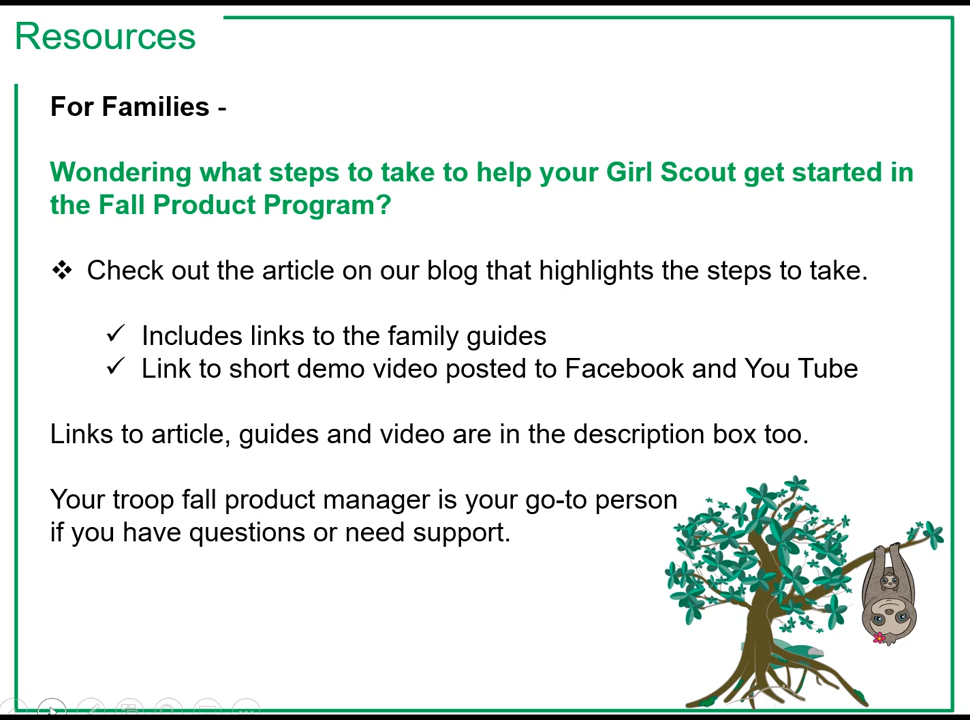 Resources
For Families -
Wondering what steps to take to help your Girl Scout get started in
the Fall Product Program?
❖ Check out the article on our blog that highlights the steps to take.
✓ Includes links to the family guides
✓ Link to short demo video posted to Facebook and You Tube
Links to article, guides and video are in the description box too.
Your troop fall product manager is your go-to person
if you have questions or need support.